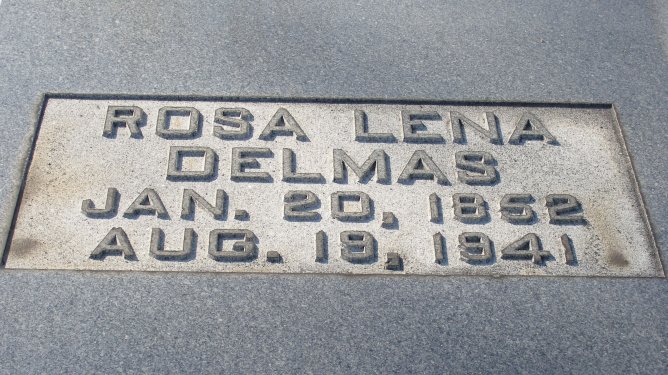 ROSA LENA
DELMAS
JAN. 20, 1852
AUG. 19, 1941